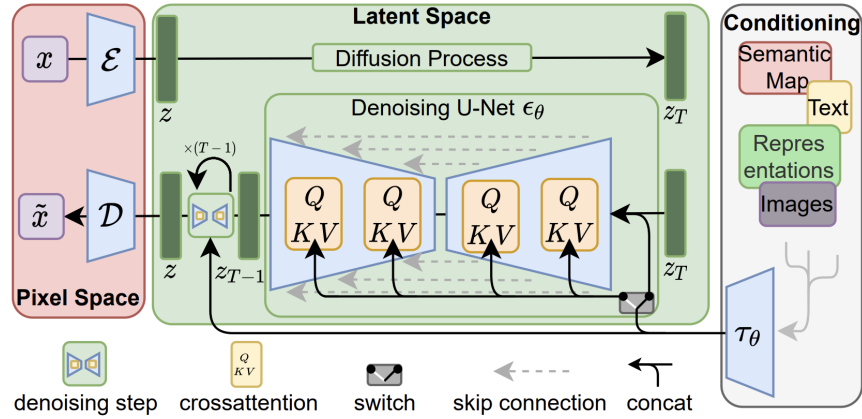 Latent Space
Conditioning
x
ℰ
z
Diffusion Process
z_T
Semantic
Map
Text
Repres
entations
Images
Denoising U-Net ϵ_θ
×(T−1)
x̃
𝒟
z
z_{T−1}
Q
KV
Q
KV
Q
KV
Q
KV
z_T
Pixel Space
τ_θ
Q
KV
denoising step
crossattention
switch
skip connection
concat